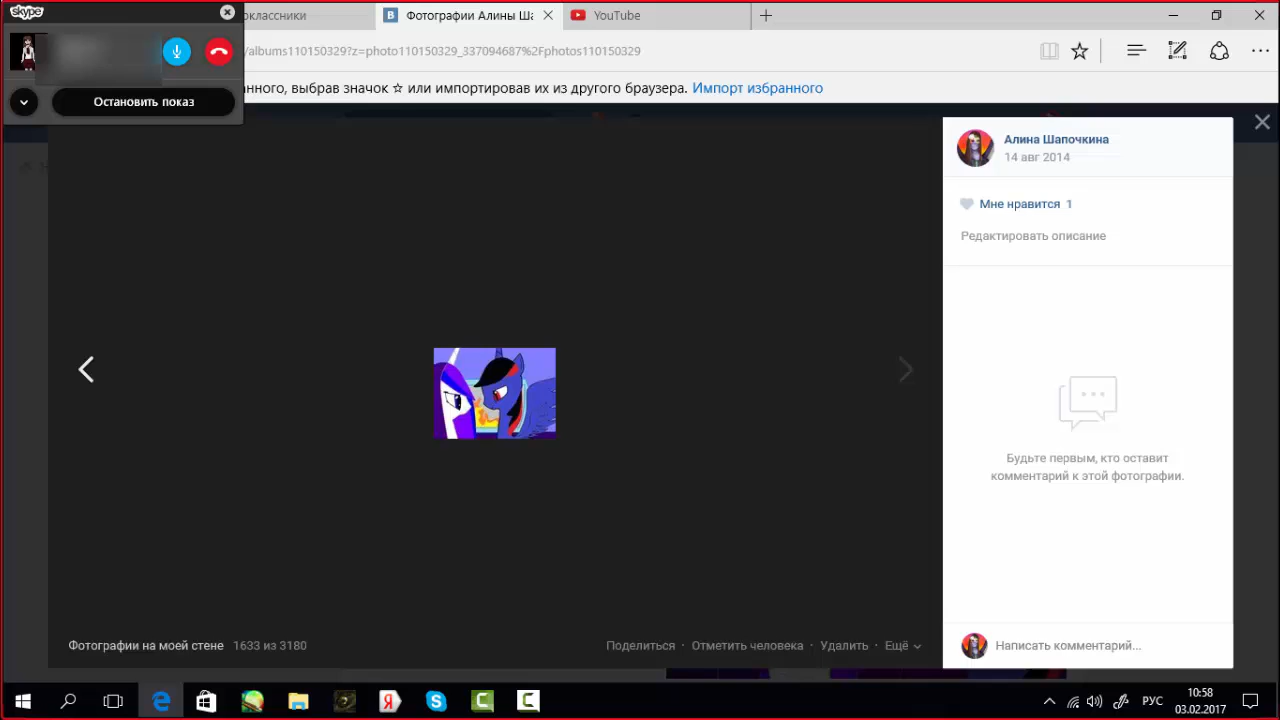 skype
оклассники
Фотографии Алины Ша
YouTube
/albums110150329?z=photo110150329_337094687%2Fphotos110150329
анного, выбрав значок ☆ или импортировав их из другого браузера. Импорт избранного
Остановить показ
Алина Шапочкина
14 авг 2014
Мне нравится 1
Редактировать описание
Будьте первым, кто оставит
комментарий к этой фотографии.
Фотографии на моей стене 1633 из 3180
Поделиться · Отметить человека · Удалить · Ещё
Написать комментарий...
РУС
10:58
03.02.2017